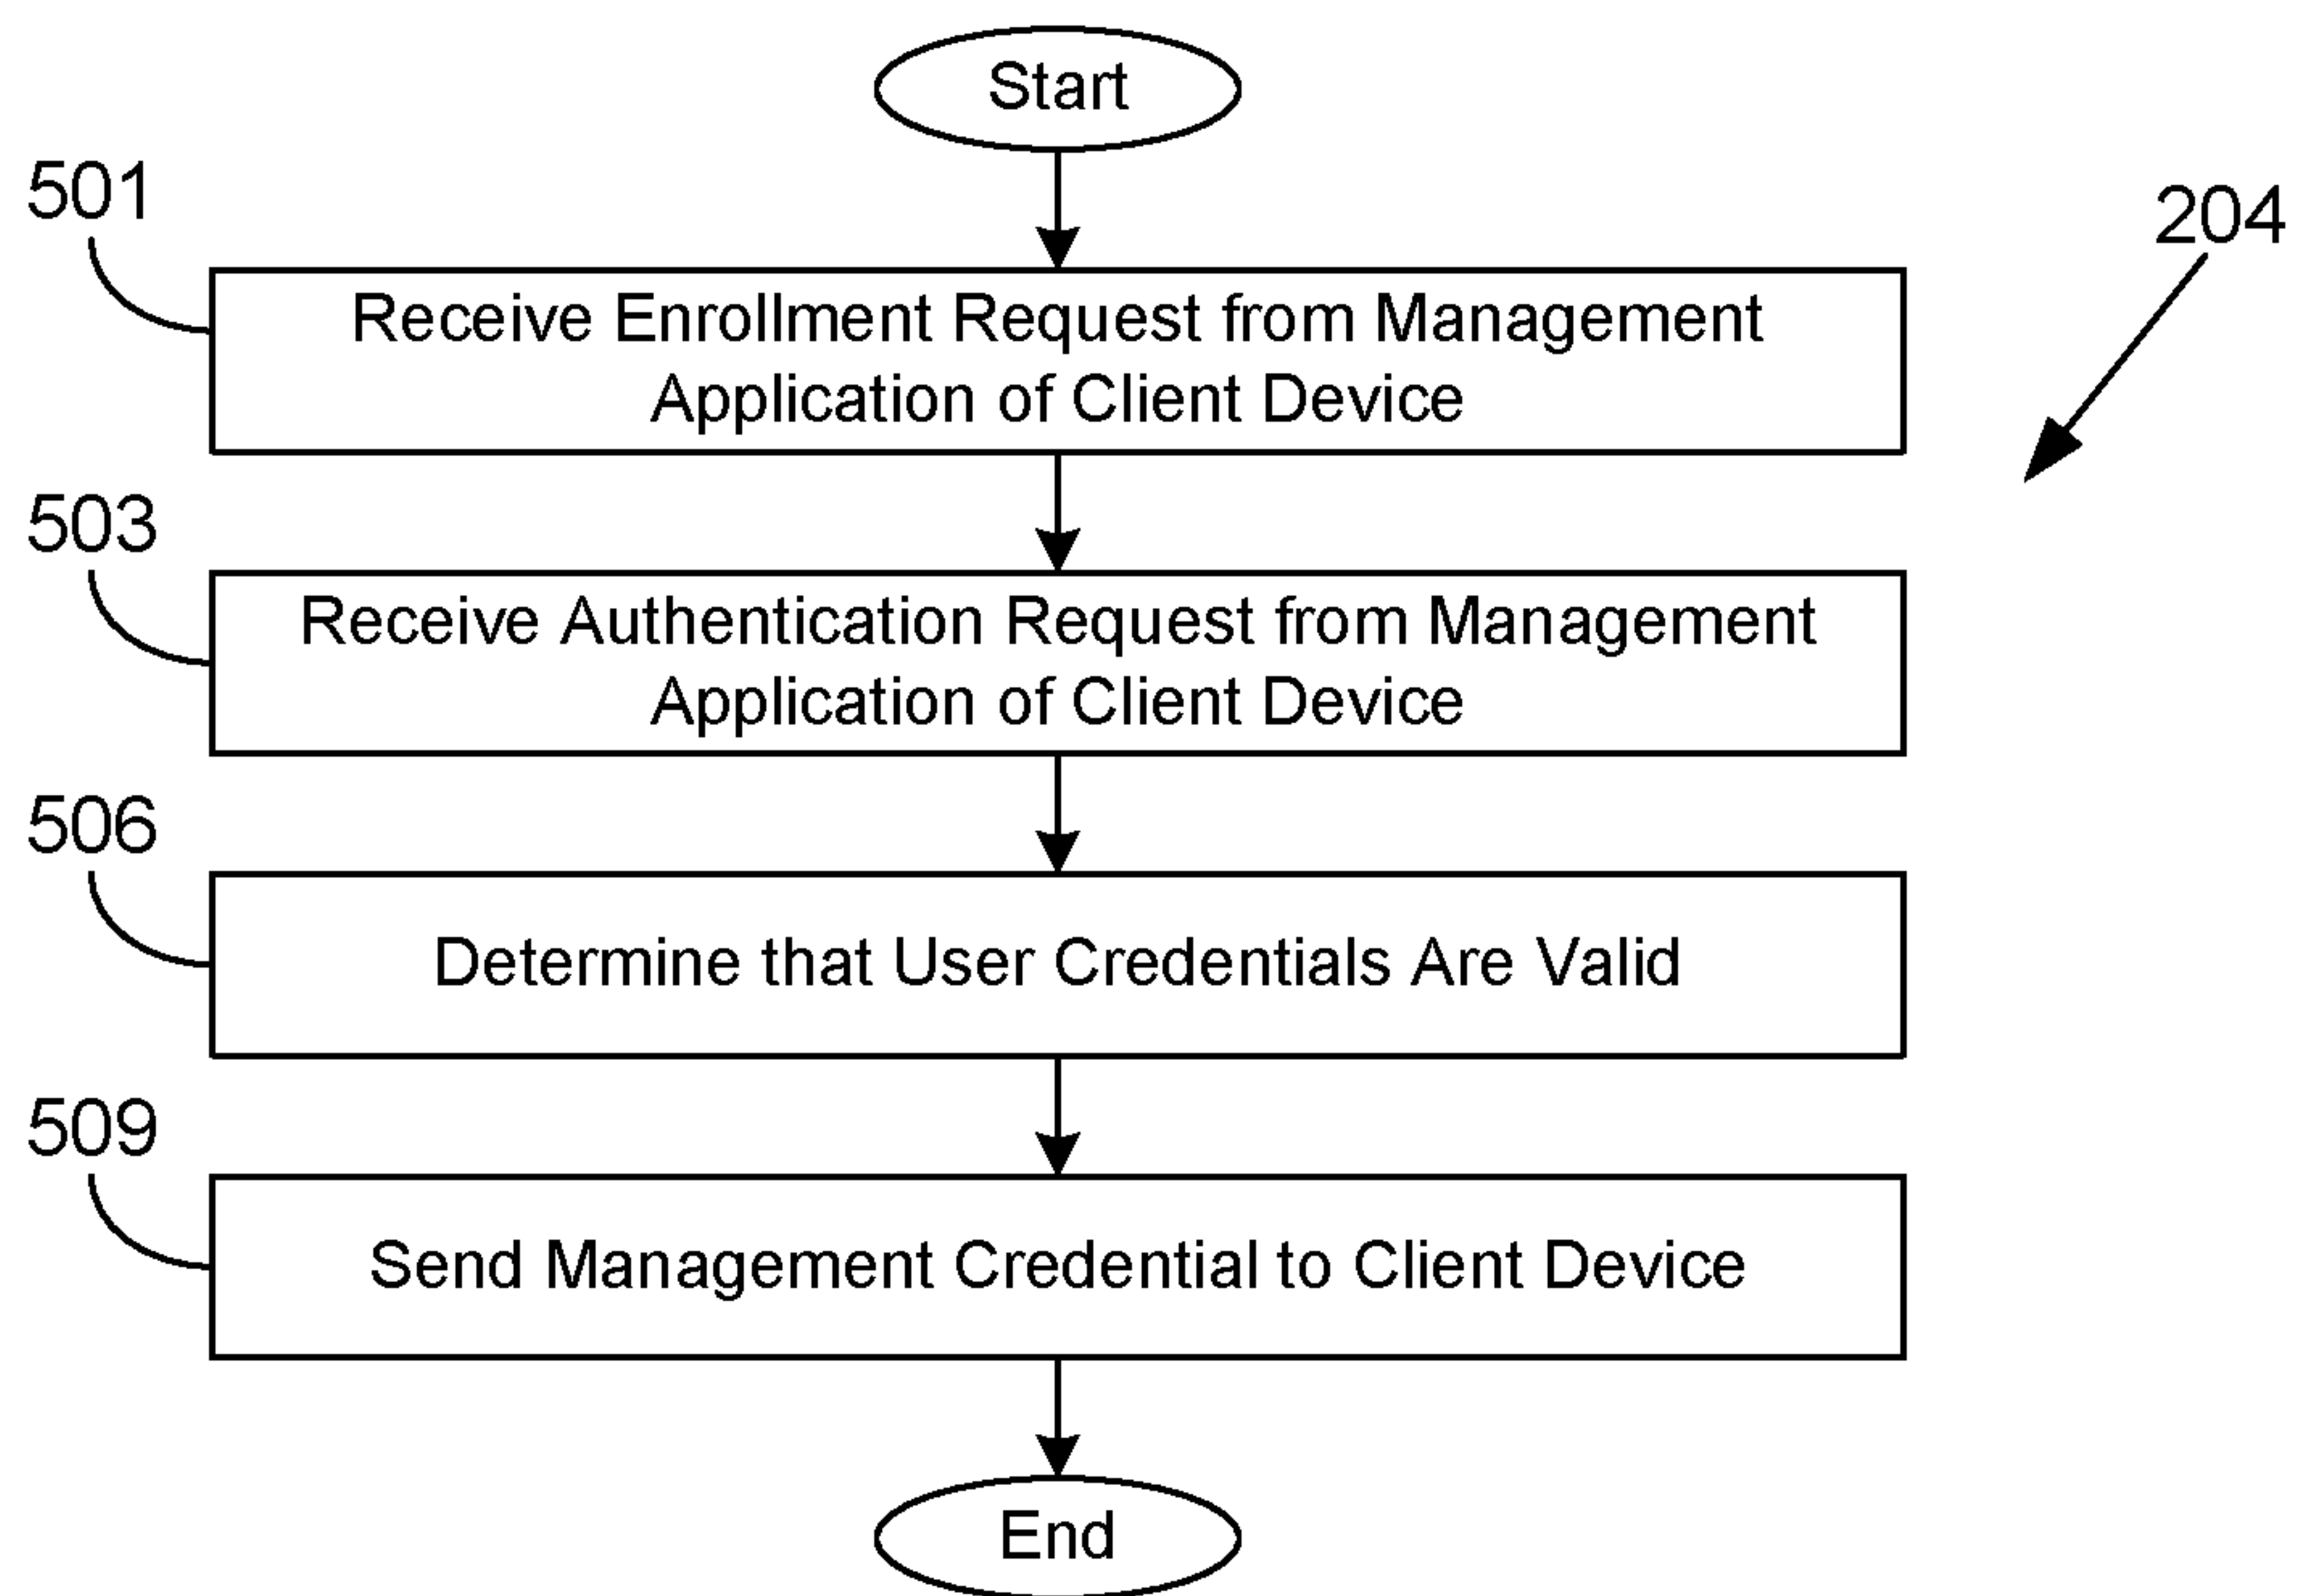 Start
501
204
Receive Enrollment Request from Management
Application of Client Device
503
Receive Authentication Request from Management
Application of Client Device
506
Determine that User Credentials Are Valid
509
Send Management Credential to Client Device
End